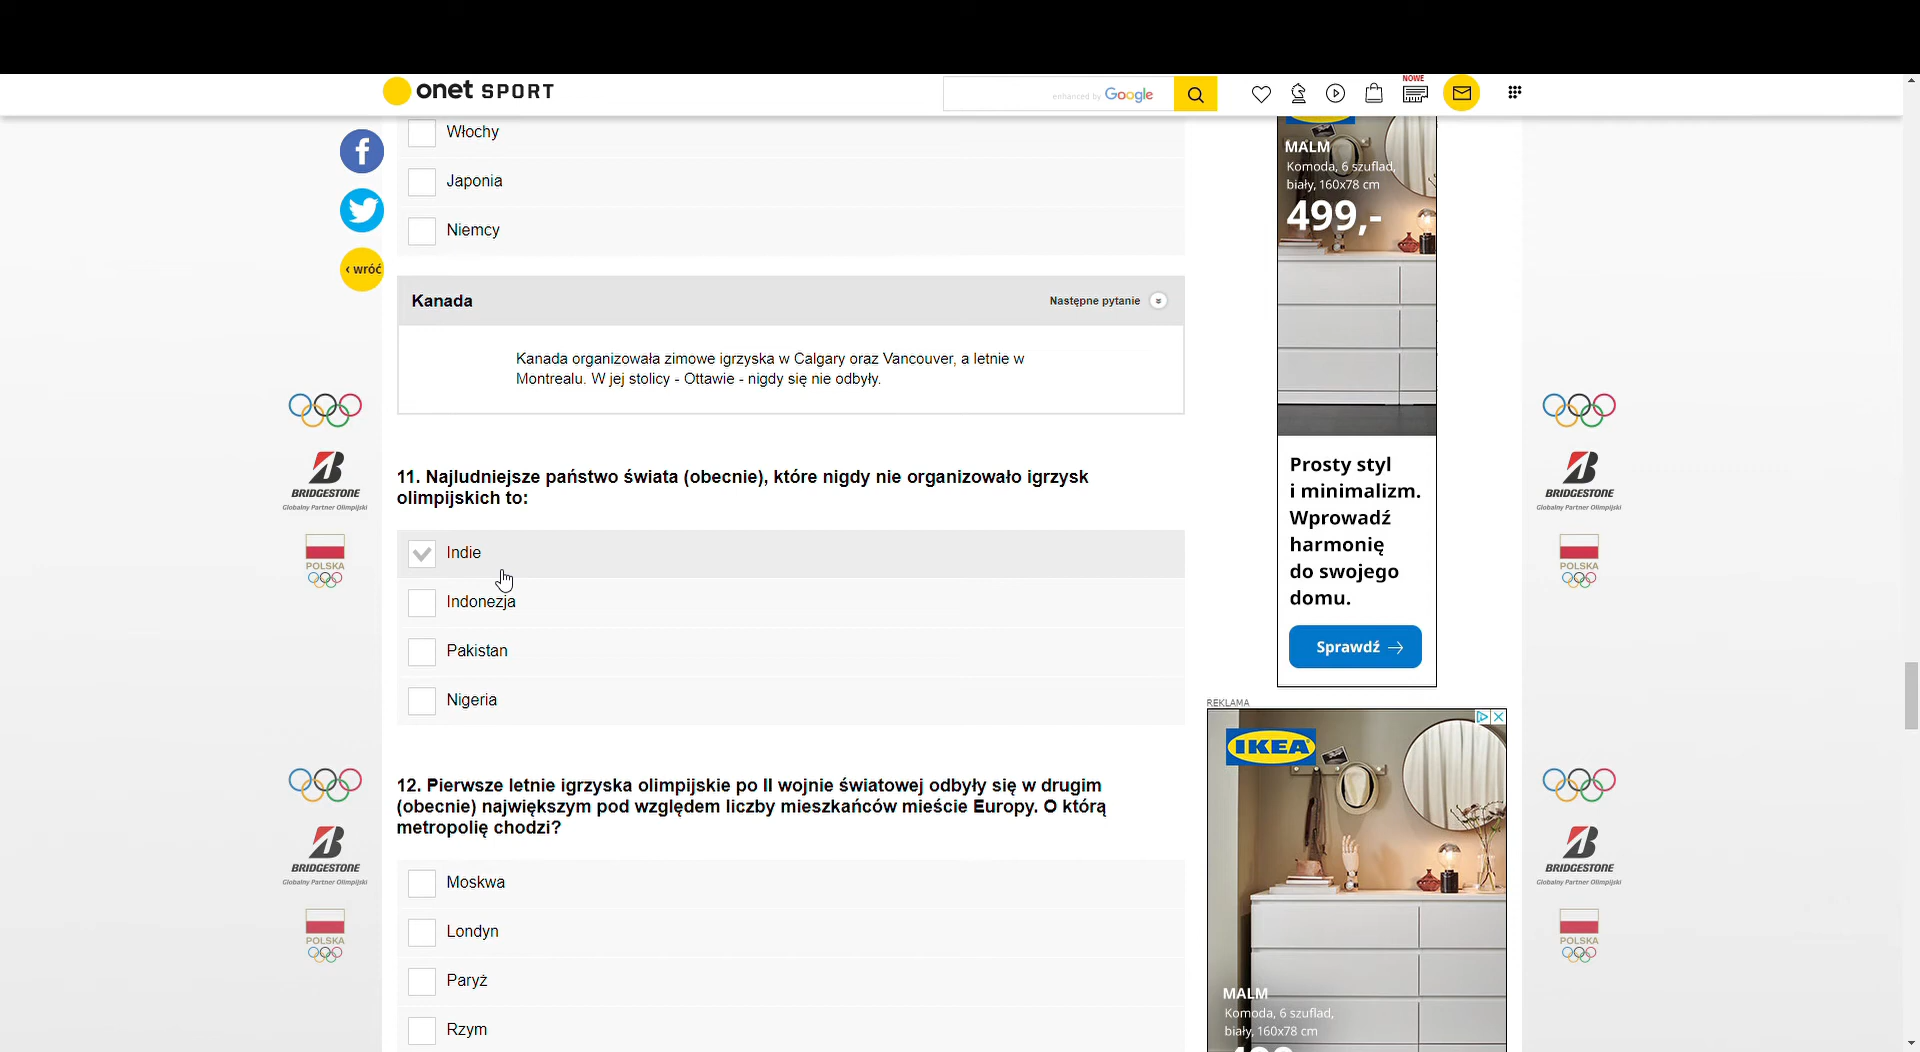 onet SPORT
enhanced by Google
NOWE
Włochy
Japonia
Niemcy
‹ wróć
Kanada
Następne pytanie
Kanada organizowała zimowe igrzyska w Calgary oraz Vancouver, a letnie w
Montrealu. W jej stolicy - Ottawie - nigdy się nie odbyły.
11. Najludniejsze państwo świata (obecnie), które nigdy nie organizowało igrzysk
olimpijskich to:
Indie
Indonezja
Pakistan
Nigeria
12. Pierwsze letnie igrzyska olimpijskie po II wojnie światowej odbyły się w drugim
(obecnie) największym pod względem liczby mieszkańców mieście Europy. O którą
metropolię chodzi?
Moskwa
Londyn
Paryż
Rzym
BRIDGESTONE
Globalny Partner Olimpijski
POLSKA
BRIDGESTONE
Globalny Partner Olimpijski
POLSKA
MALM
Komoda, 6 szuflad,
biały, 160x78 cm
499,-
Prosty styl
i minimalizm.
Wprowadź
harmonię
do swojego
domu.
Sprawdź
REKLAMA
IKEA
MALM
Komoda, 6 szuflad,
biały, 160x78 cm
BRIDGESTONE
Globalny Partner Olimpijski
POLSKA
BRIDGESTONE
Globalny Partner Olimpijski
POLSKA